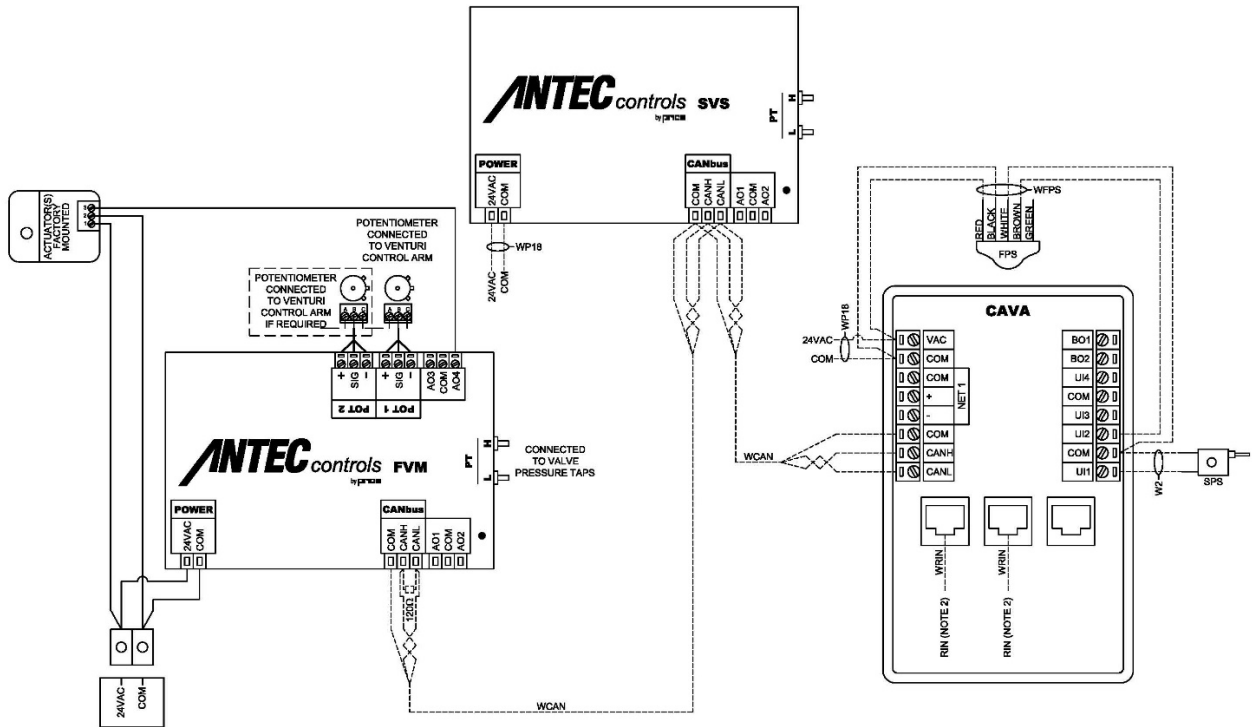 ANTEC controls SVS
by price
PT
H
L
POWER
24VAC
COM
CANbus
COM
CANH
CANL
AO1
COM
AO2
WP18
24VAC
COM
ACTUATOR(S)
FACTORY
MOUNTED
3
2
1
POTENTIOMETER
CONNECTED
TO VENTURI
CONTROL ARM
POTENTIOMETER
CONNECTED
TO VENTURI
CONTROL ARM
IF REQUIRED
A B C
A B C
+
SIG
-
+
SIG
-
AO3
COM
AO4
POT 2
POT 1
ANTEC controls FVM
by price
PT
H
L
CONNECTED
TO VALVE
PRESSURE TAPS
POWER
24VAC
COM
CANbus
COM
CANH
CANL
AO1
COM
AO2
120Ω
24VAC
COM
WCAN
WCAN
WFPS
RED
BLACK
WHITE
BROWN
GREEN
FPS
CAVA
WP18
24VAC
COM
VAC
COM
COM
+
-
NET 1
COM
CANH
CANL
BO1
BO2
UI4
COM
UI3
UI2
COM
UI1
W2
SPS
WRIN
RIN (NOTE 2)
WRIN
RIN (NOTE 2)